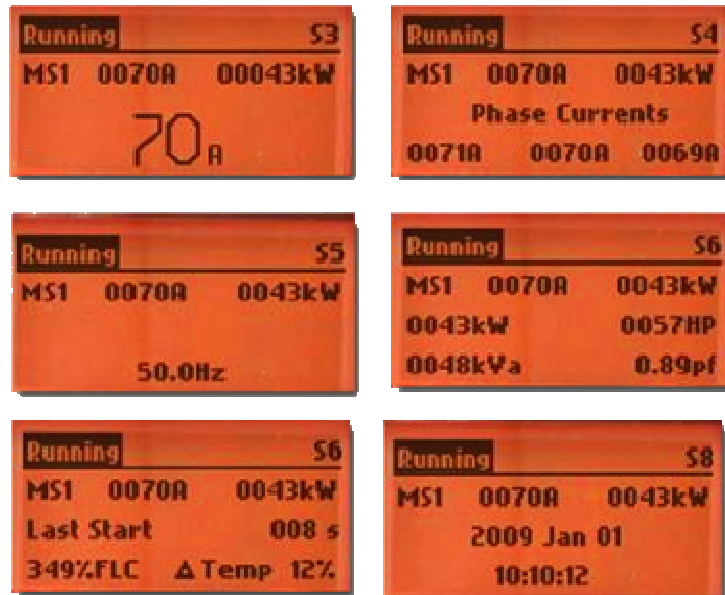 Running S3
MS1 0070A 00043kW
70A
Running S4
MS1 0070A 0043kW
Phase Currents
0071A 0070A 0069A
Running S5
MS1 0070A 0043kW
50.0Hz
Running S6
MS1 0070A 0043kW
0043kW 0057HP
0048kVa 0.89pf
Running S6
MS1 0070A 0043kW
Last Start 008 s
349%FLC Δ Temp 12%
Running S8
MS1 0070A 0043kW
2009 Jan 01
10:10:12